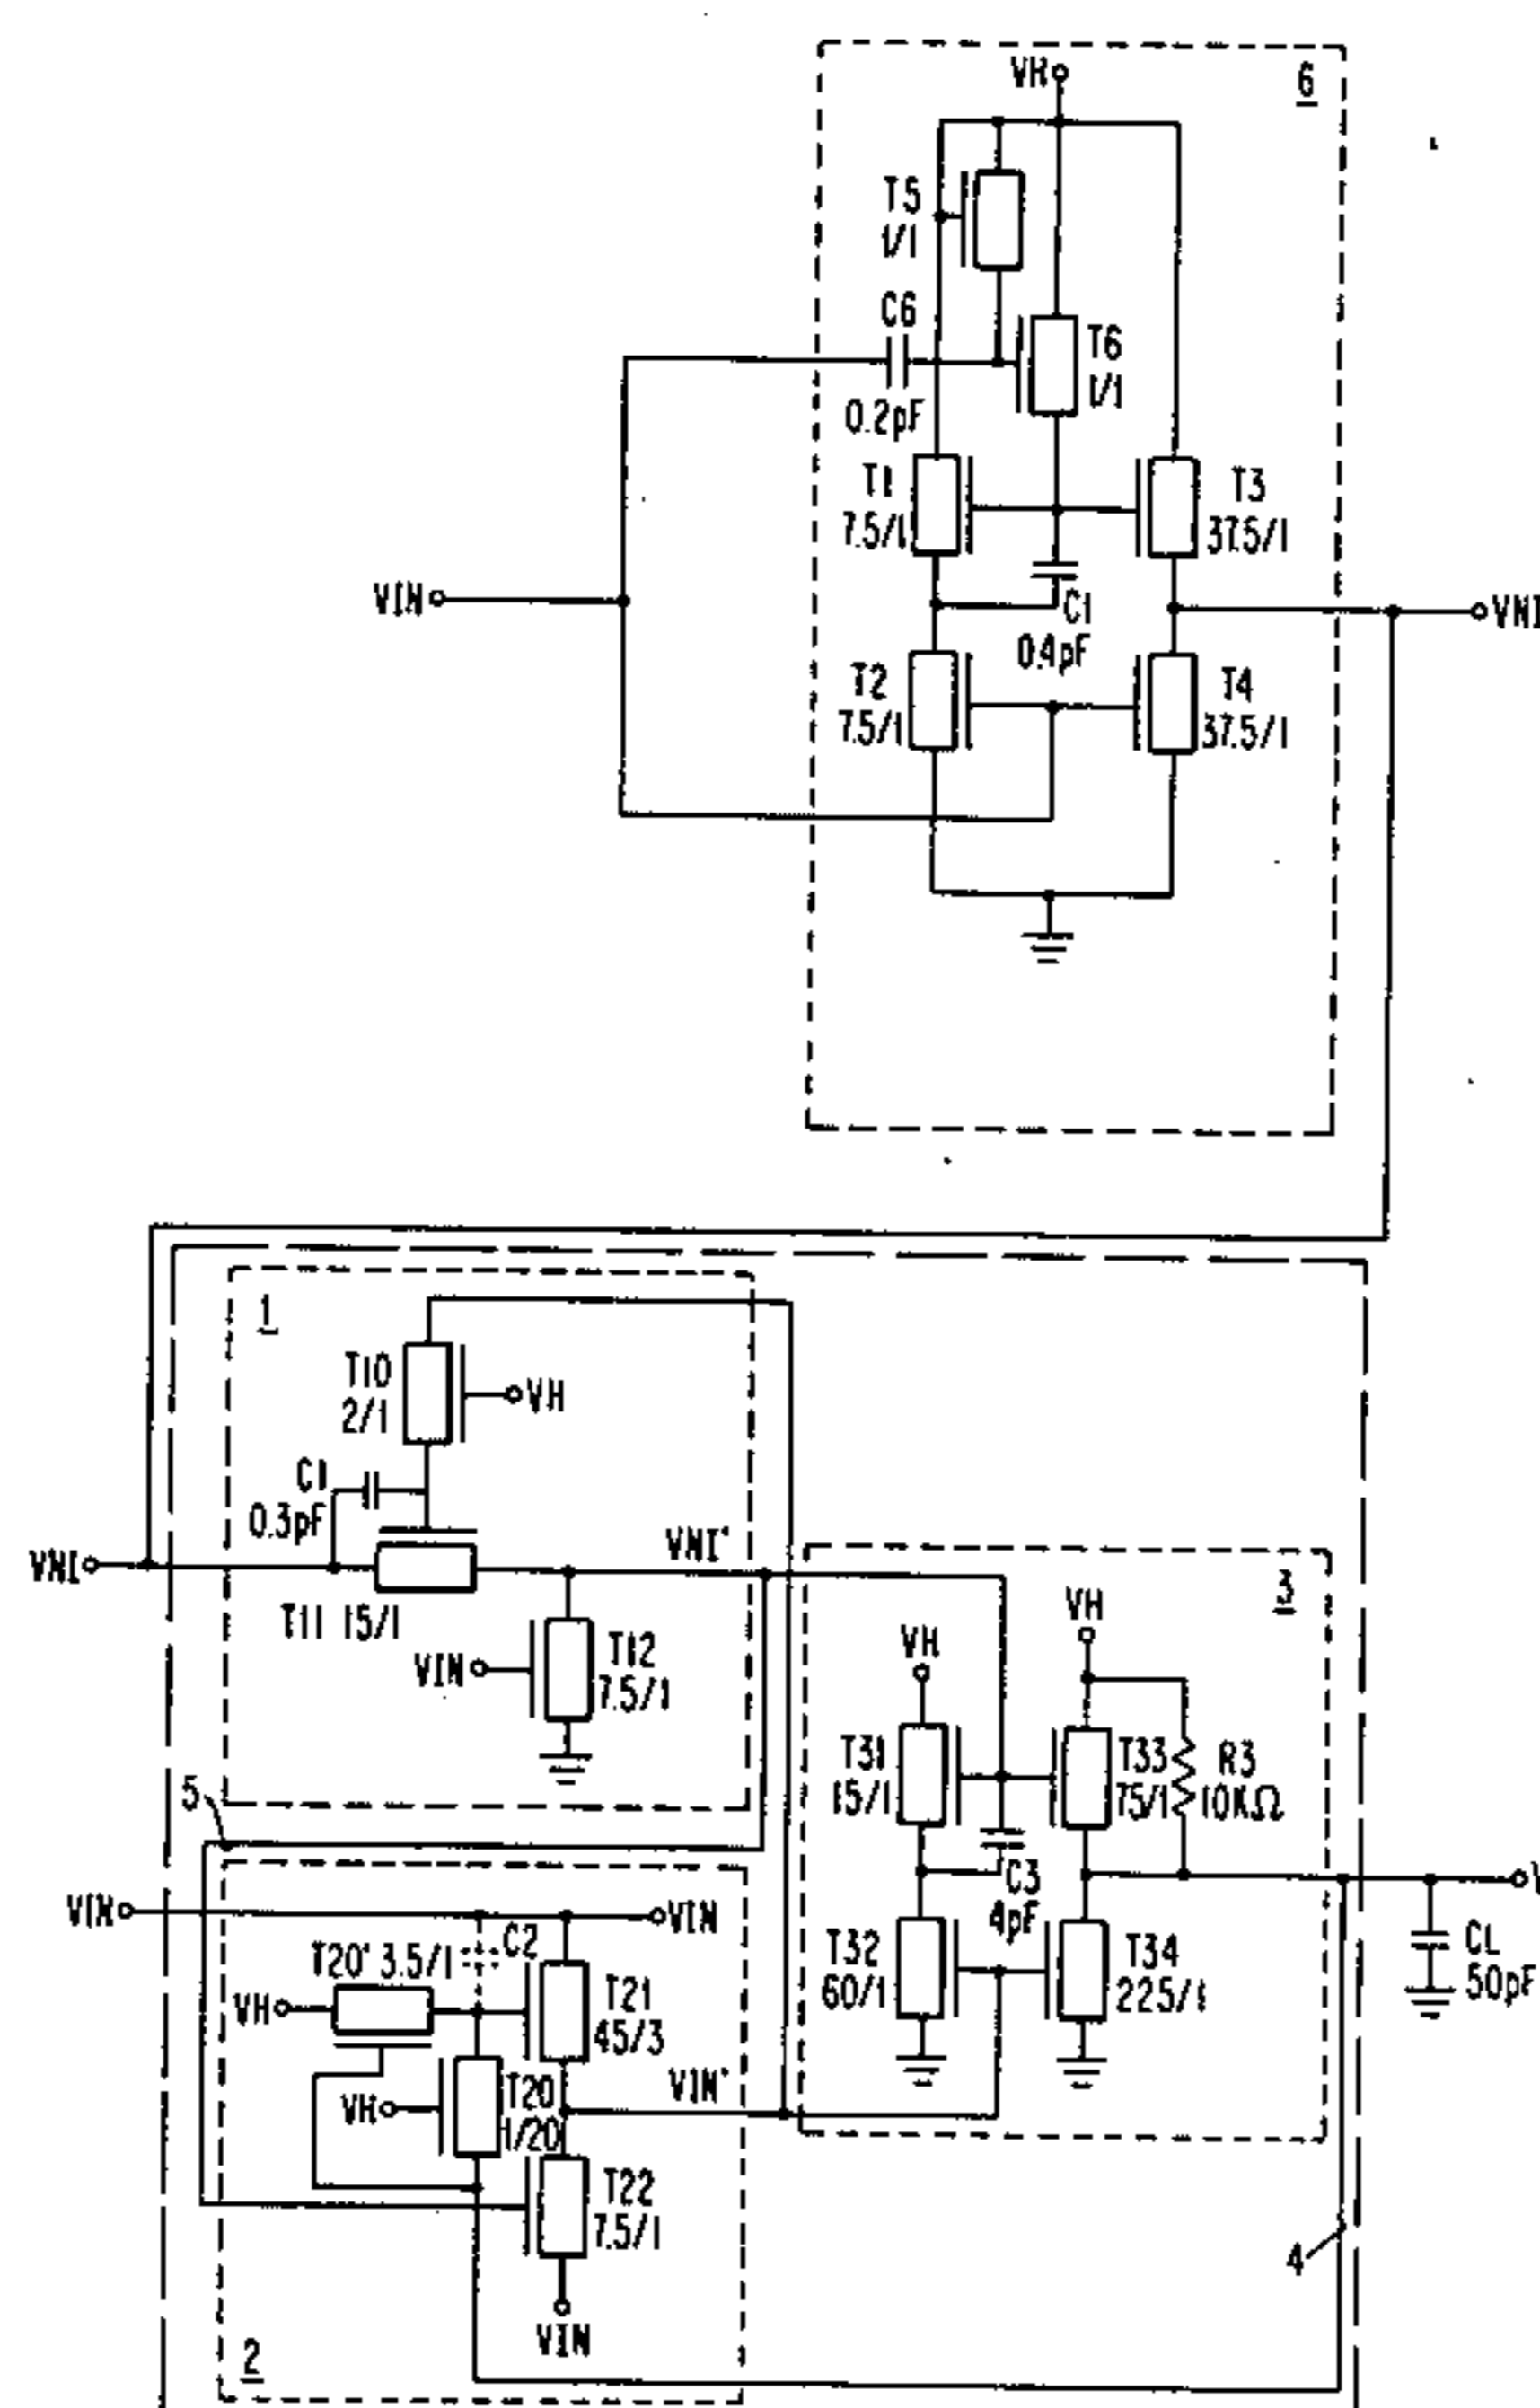 VH
6
T5
1/1
C6
0.2pF
T6
1/1
T1
7.5/1
T3
37.5/1
VIN
VNI
C1
0.4pF
T2
7.5/1
T4
37.5/1
1
T10
2/1
VH
C1
0.3pF
VNI
VNI'
T11 15/1
VIN
T12
7.5/1
3
VH
VH
T31
15/1
T33
75/1
R3
10KΩ
5
C3
4pF
VIN
VIN
C2
T20' 3.5/1
VH
T21
45/3
T32
60/1
T34
225/1
CL
50pF
VH
T20
1/20
VIN'
T22
7.5/1
VIN
4
2